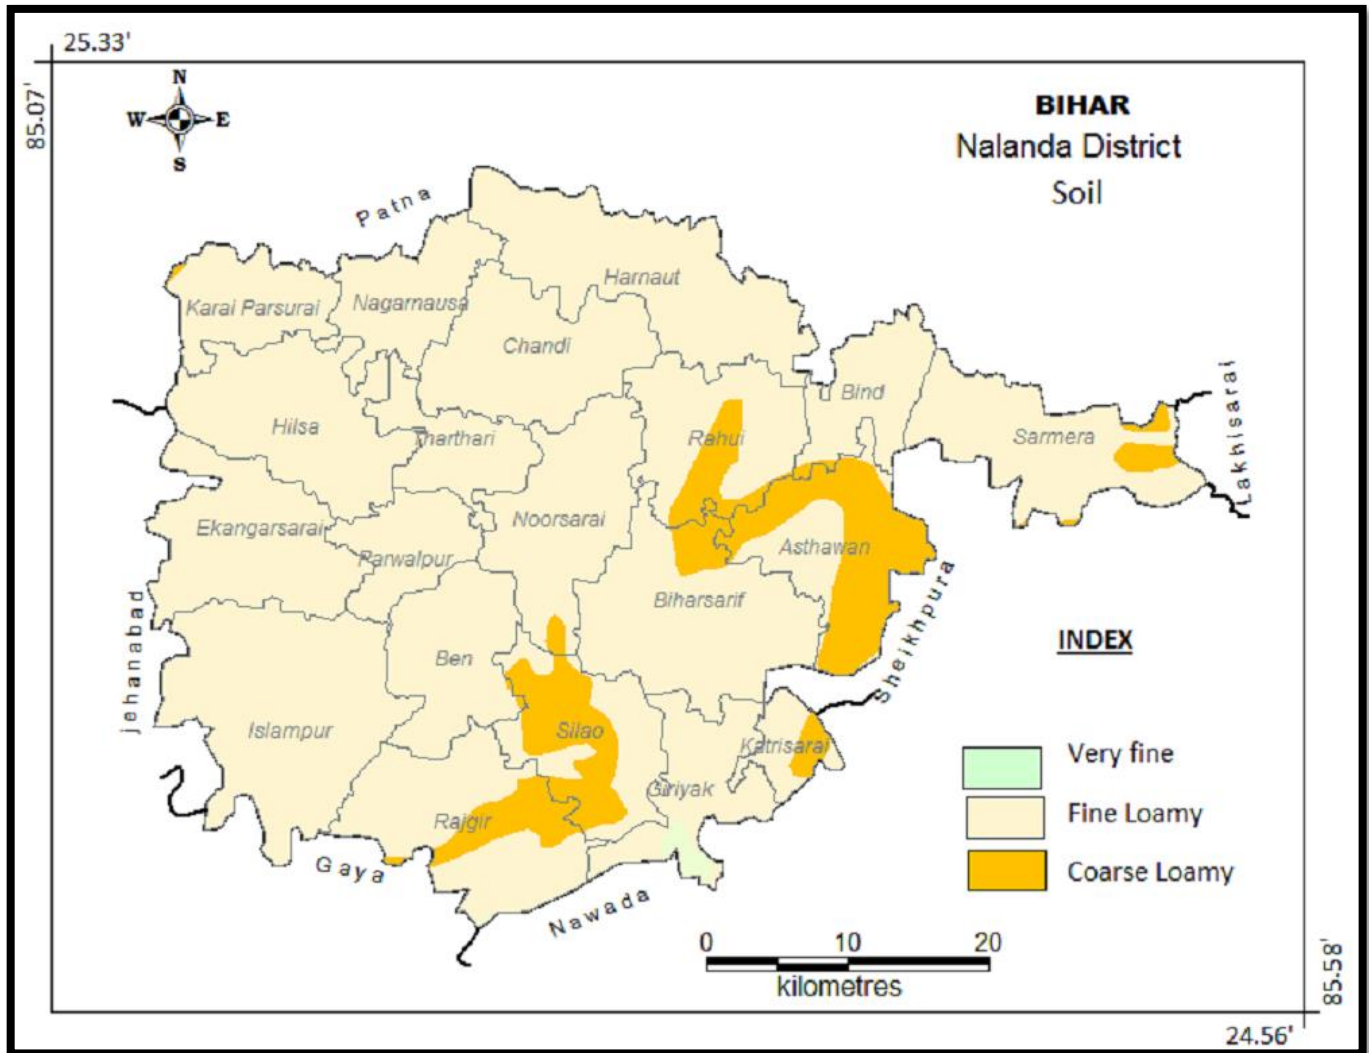 25.33'
85.07'
N
W E
S
BIHAR
Nalanda District
Soil
Patna
Harnaut
Karai Parsurai
Nagarnausa
Chandi
Bind
Lakhisarai
Hilsa
Tharthari
Rahui
Sarmera
Ekangarsarai
Noorsarai
Parwalpur
Asthawan
Biharsarif
Sheikhpura
jehanabad
Ben
INDEX
Islampur
Silao
Katrisarai
Very fine
Giriyak
Rajgir
Fine Loamy
Gaya
Coarse Loamy
Nawada
0 10 20
kilometres
85.58'
24.56'